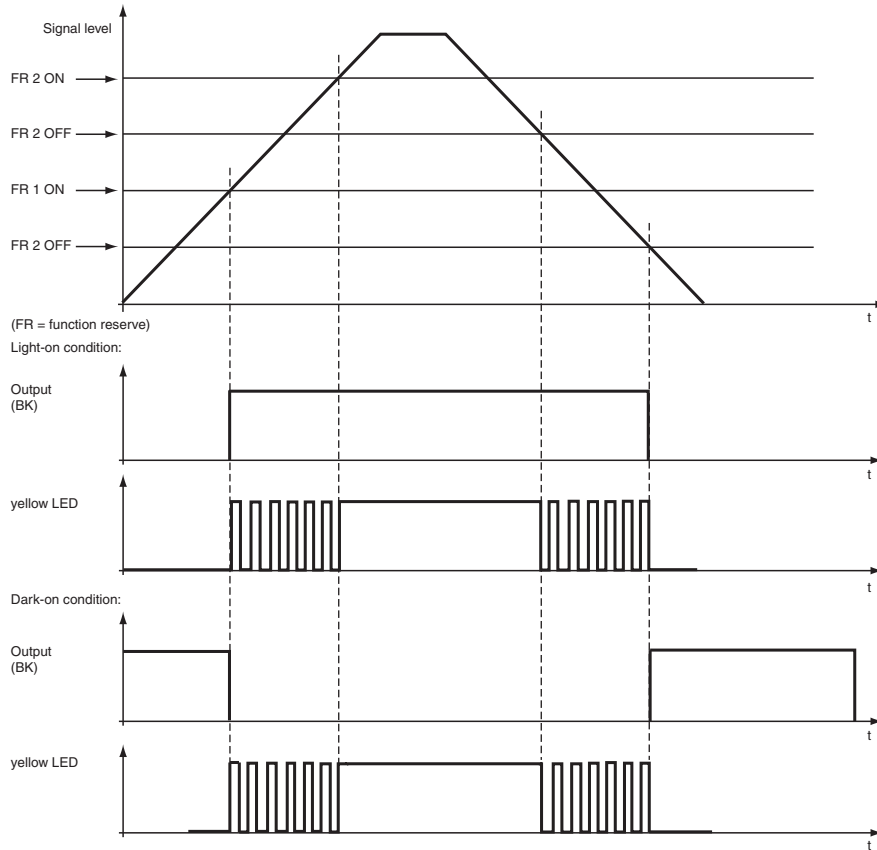 Signal level
FR 2 ON
FR 2 OFF
FR 1 ON
FR 2 OFF
t
(FR = function reserve)
Light-on condition:
Output
(BK)
t
yellow LED
t
Dark-on condition:
Output
(BK)
t
yellow LED
t